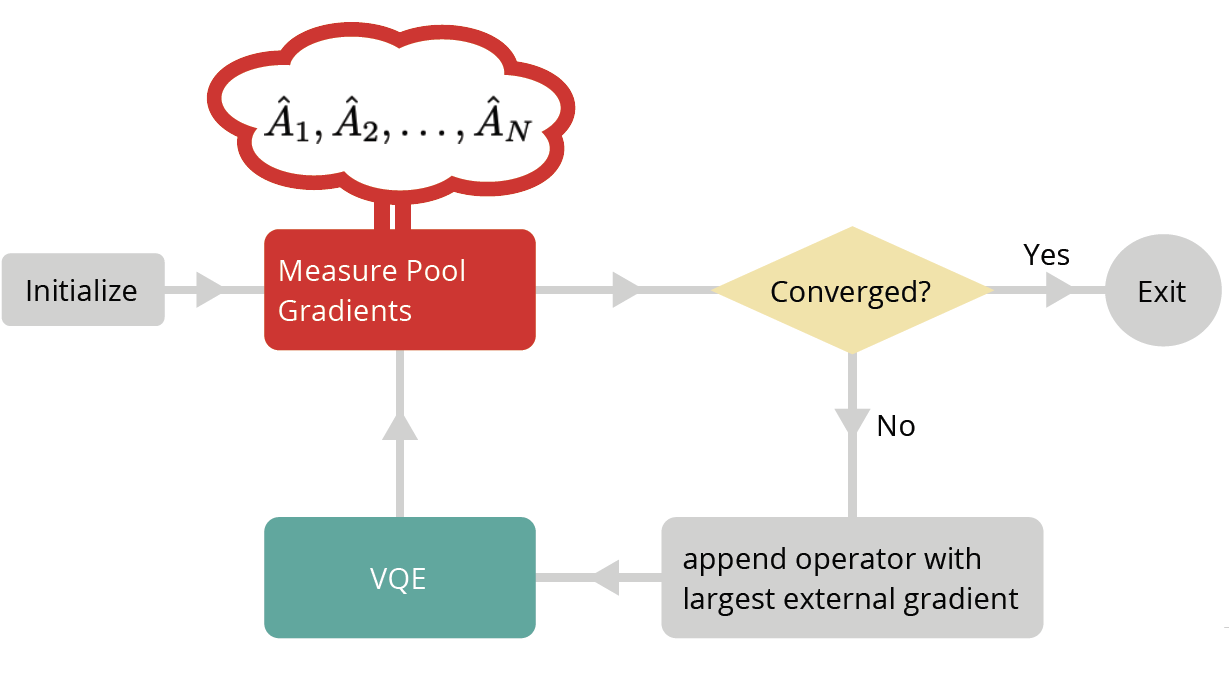 Â₁, Â₂, . . . , Â_N
Initialize
Measure Pool
Gradients
Converged?
Yes
Exit
No
VQE
append operator with
largest external gradient